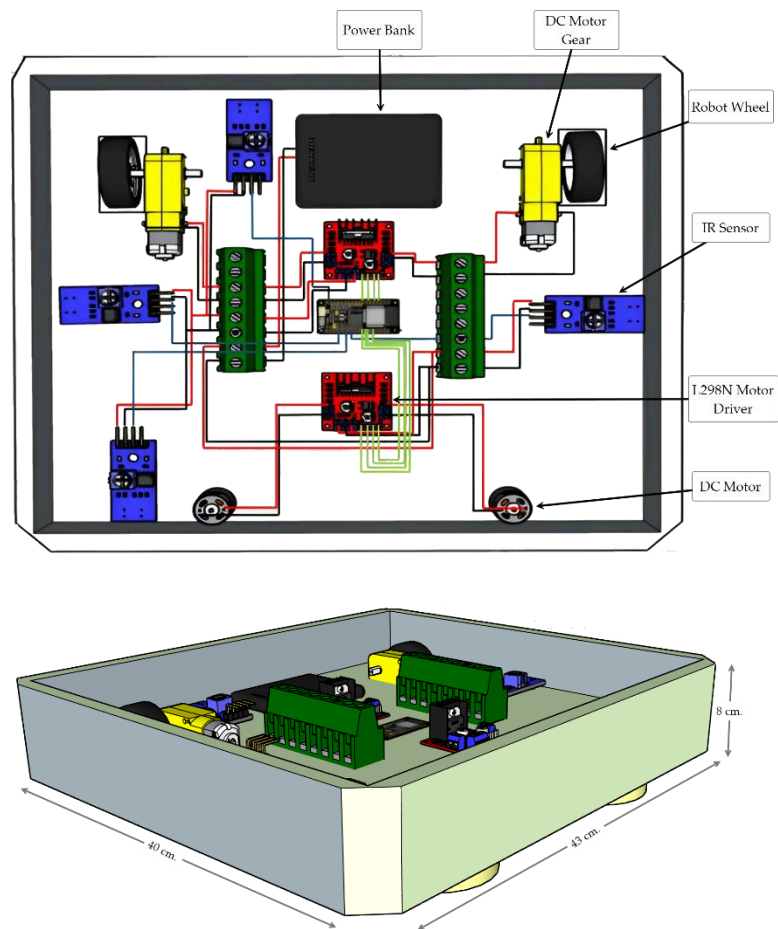 Power Bank
DC Motor
Gear
Robot Wheel
IR Sensor
L298N Motor
Driver
DC Motor
8 cm.
40 cm.
43 cm.